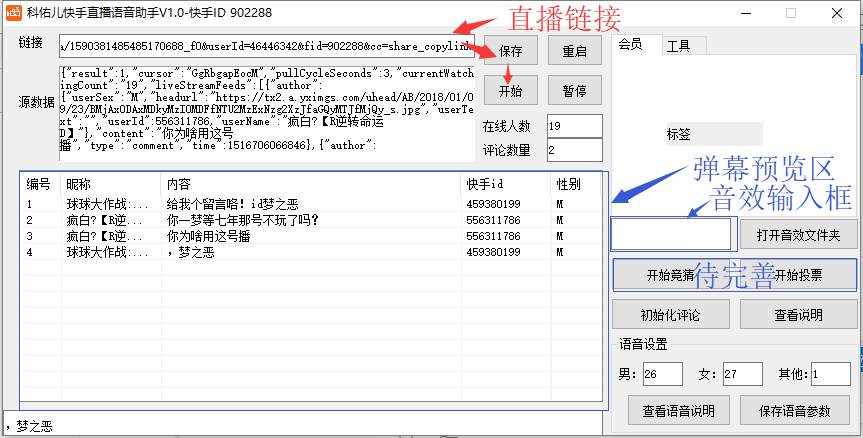 科佑儿快手直播语音助手V1.0-快手ID 902288
直播链接
链接
ɑ/1590381485485170688_f0&userId=46446342&fid=902288&cc=share_copylink
保存
重启
会员
工具
源数据
{"result":1,"cursor":"GgRbgapEocM","pullCycleSeconds":3,"currentWatch
ingCount":"19","liveStreamFeeds":[{"author":
{"userSex":"M","headurl":"https://tx2.a.yximgs.com/uhead/AB/2018/01/0
9/23/BMjAxODAxMDkyMzI0MDFfNTU2MzExNzg2XzJfaGQyMTJfMjQy_s.jpg","userTe
xt":"","userId":556311786,"userName":"疯白?【R逆转命运
D】"},"content":"你为啥用这号
播","type":"comment","time":1516706066846},{"author":
开始
暂停
在线人数
19
评论数量
2
标签
编号 昵称 内容 快手id 性别
1 球球大作战:... 给我个留言咯！id梦之恶 459380199 M
2 疯白?【R逆... 你一梦等七年那号不玩了吗？ 556311786 M
3 疯白?【R逆... 你为啥用这号播 556311786 M
4 球球大作战:... ，梦之恶 459380199 M
弹幕预览区
音效输入框
打开音效文件夹
开始竞猜
待完善
开始投票
初始化评论
查看说明
语音设置
男: 26 女: 27 其他: 1
查看语音说明
保存语音参数
，梦之恶